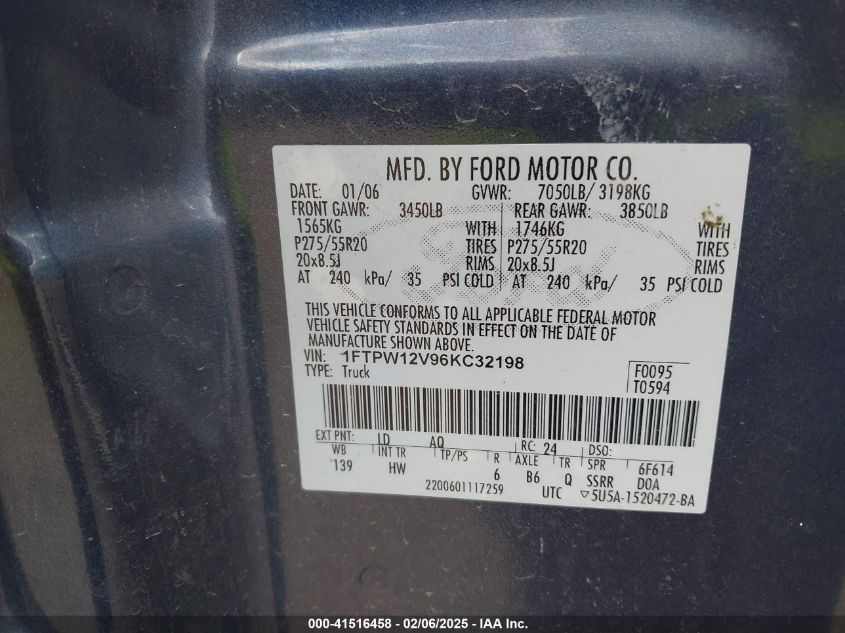 MFD. BY FORD MOTOR CO.
DATE: 01/06 GVWR: 7050LB/ 3198KG
FRONT GAWR: 3450LB REAR GAWR: 3850LB
1565KG WITH 1746KG WITH
P275/55R20 TIRES P275/55R20 TIRES
20x8.5J RIMS 20x8.5J RIMS
AT 240 kPa/ 35 PSI COLD AT 240 kPa/ 35 PSI COLD
THIS VEHICLE CONFORMS TO ALL APPLICABLE FEDERAL MOTOR
VEHICLE SAFETY STANDARDS IN EFFECT ON THE DATE OF
MANUFACTURE SHOWN ABOVE.
VIN: 1FTPW12V96KC32198
TYPE: Truck
F0095
T0594
EXT PNT: LD AQ RC: 24 DSO:
WB INT TR TP/PS R AXLE TR SPR 6F614
139 HW 6 B6 Q SSRR D0A
2200601117259 UTC ▽5U5A-1520472-BA
000-41516458 - 02/06/2025 - IAA Inc.